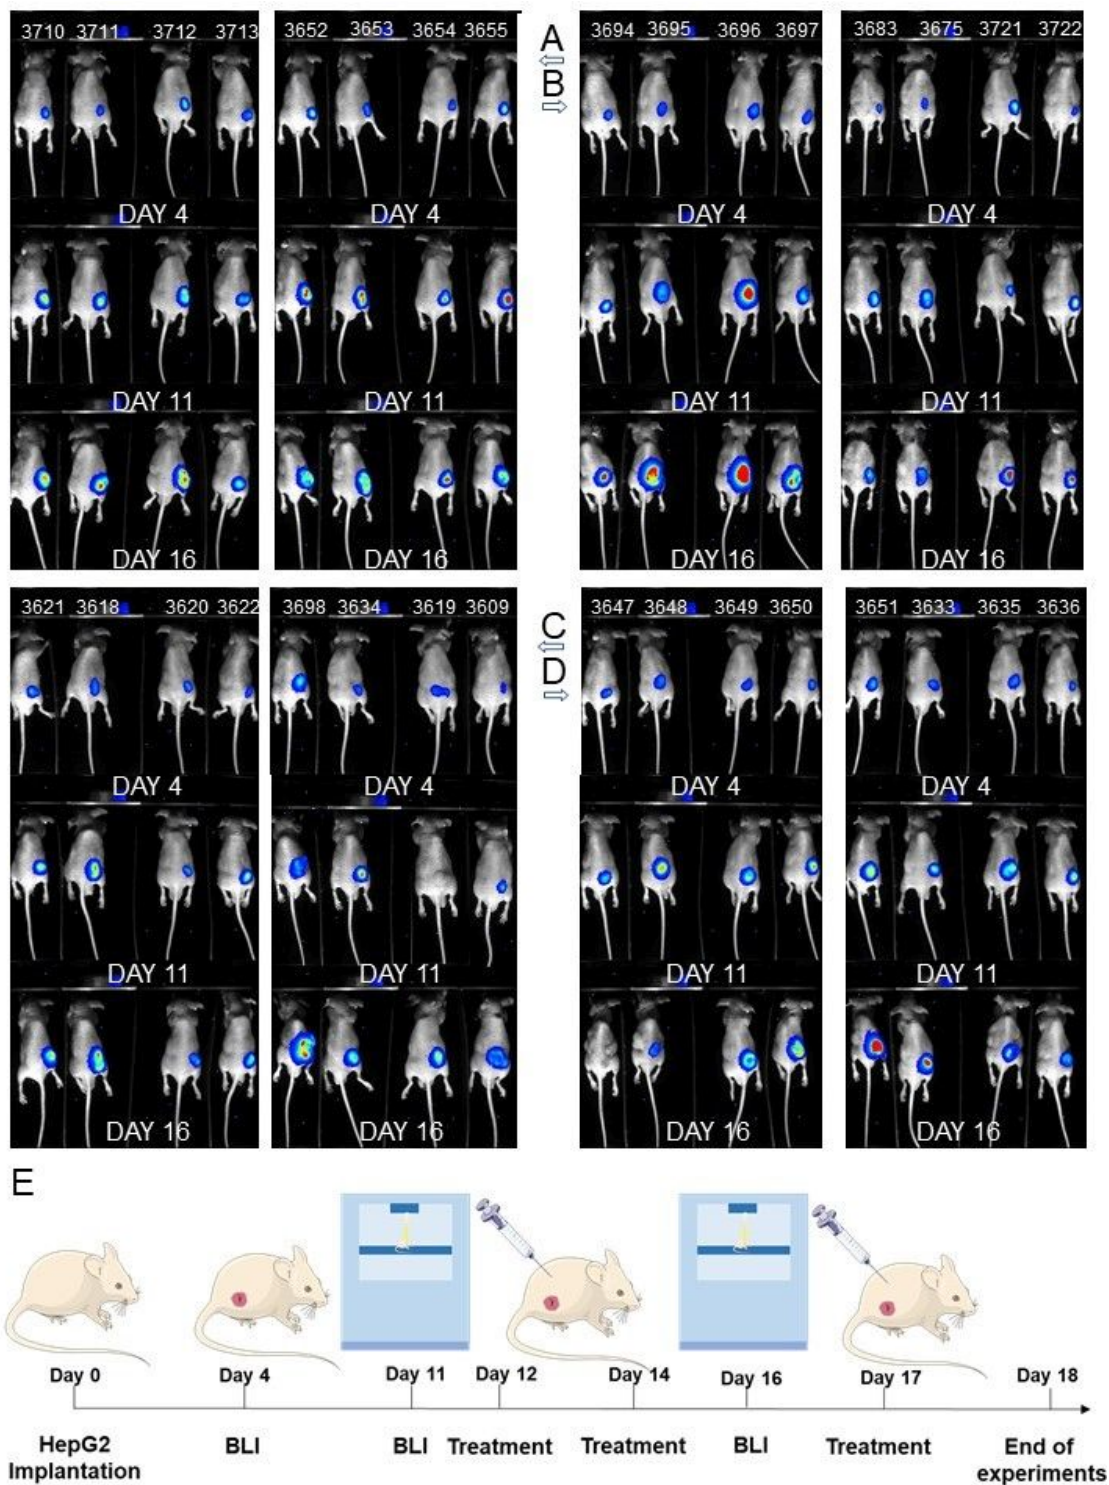 3710 3711 3712 3713
3652 3653 3654 3655
A
B
3694 3695 3696 3697
3683 3675 3721 3722
DAY 4
DAY 4
DAY 4
DAY 4
DAY 11
DAY 11
DAY 11
DAY 11
DAY 16
DAY 16
DAY 16
DAY 16
3621 3618 3620 3622
3698 3634 3619 3609
C
D
3647 3648 3649 3650
3651 3633 3635 3636
DAY 4
DAY 4
DAY 4
DAY 4
DAY 11
DAY 11
DAY 11
DAY 11
DAY 16
DAY 16
DAY 16
DAY 16
E
Day 0 Day 4 Day 11 Day 12 Day 14 Day 16 Day 17 Day 18
HepG2
Implantation
BLI
BLI
Treatment
Treatment
BLI
Treatment
End of
experiments